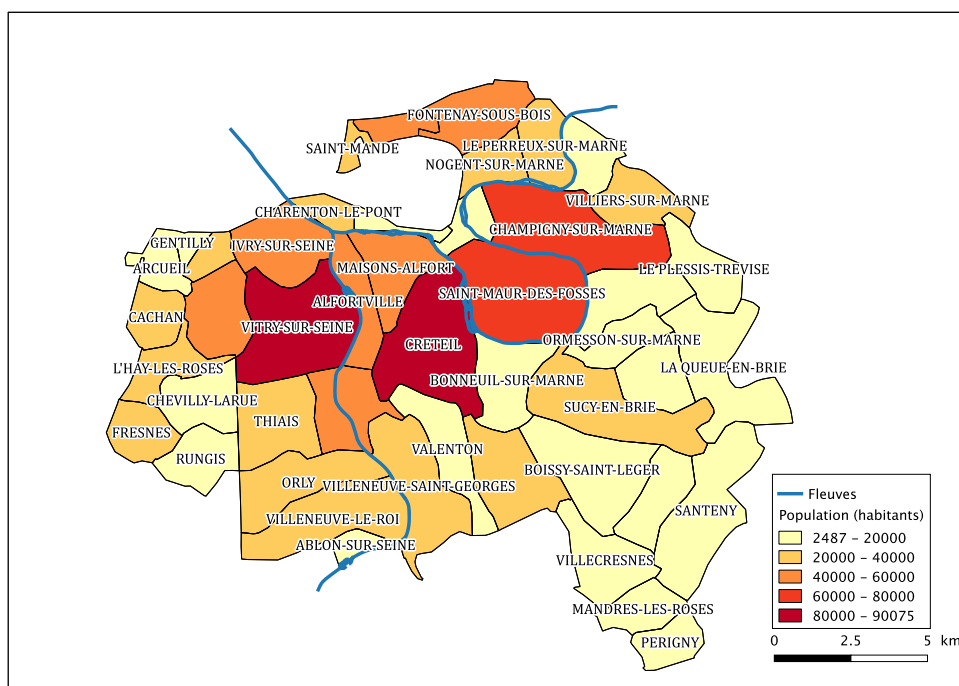 FONTENAY-SOUS-BOIS
SAINT-MANDE
LE PERREUX-SUR-MARNE
NOGENT-SUR-MARNE
VILLIERS-SUR-MARNE
CHARENTON-LE-PONT
CHAMPIGNY-SUR-MARNE
GENTILLY
IVRY-SUR-SEINE
ARCUEIL
MAISONS-ALFORT
LE PLESSIS-TREVISE
SAINT-MAUR-DES-FOSSES
ALFORTVILLE
CACHAN
VITRY-SUR-SEINE
CRETEIL
ORMESSON-SUR-MARNE
L'HAY-LES-ROSES
LA QUEUE-EN-BRIE
BONNEUIL-SUR-MARNE
CHEVILLY-LARUE
SUCY-EN-BRIE
THIAIS
FRESNES
VALENTON
RUNGIS
BOISSY-SAINT-LEGER
ORLY
VILLENEUVE-SAINT-GEORGES
SANTENY
VILLENEUVE-LE-ROI
ABLON-SUR-SEINE
VILLECRESNES
MANDRES-LES-ROSES
PERIGNY
Fleuves
Population (habitants)
2487 – 20000
20000 – 40000
40000 – 60000
60000 – 80000
80000 – 90075
0 2.5 5 km